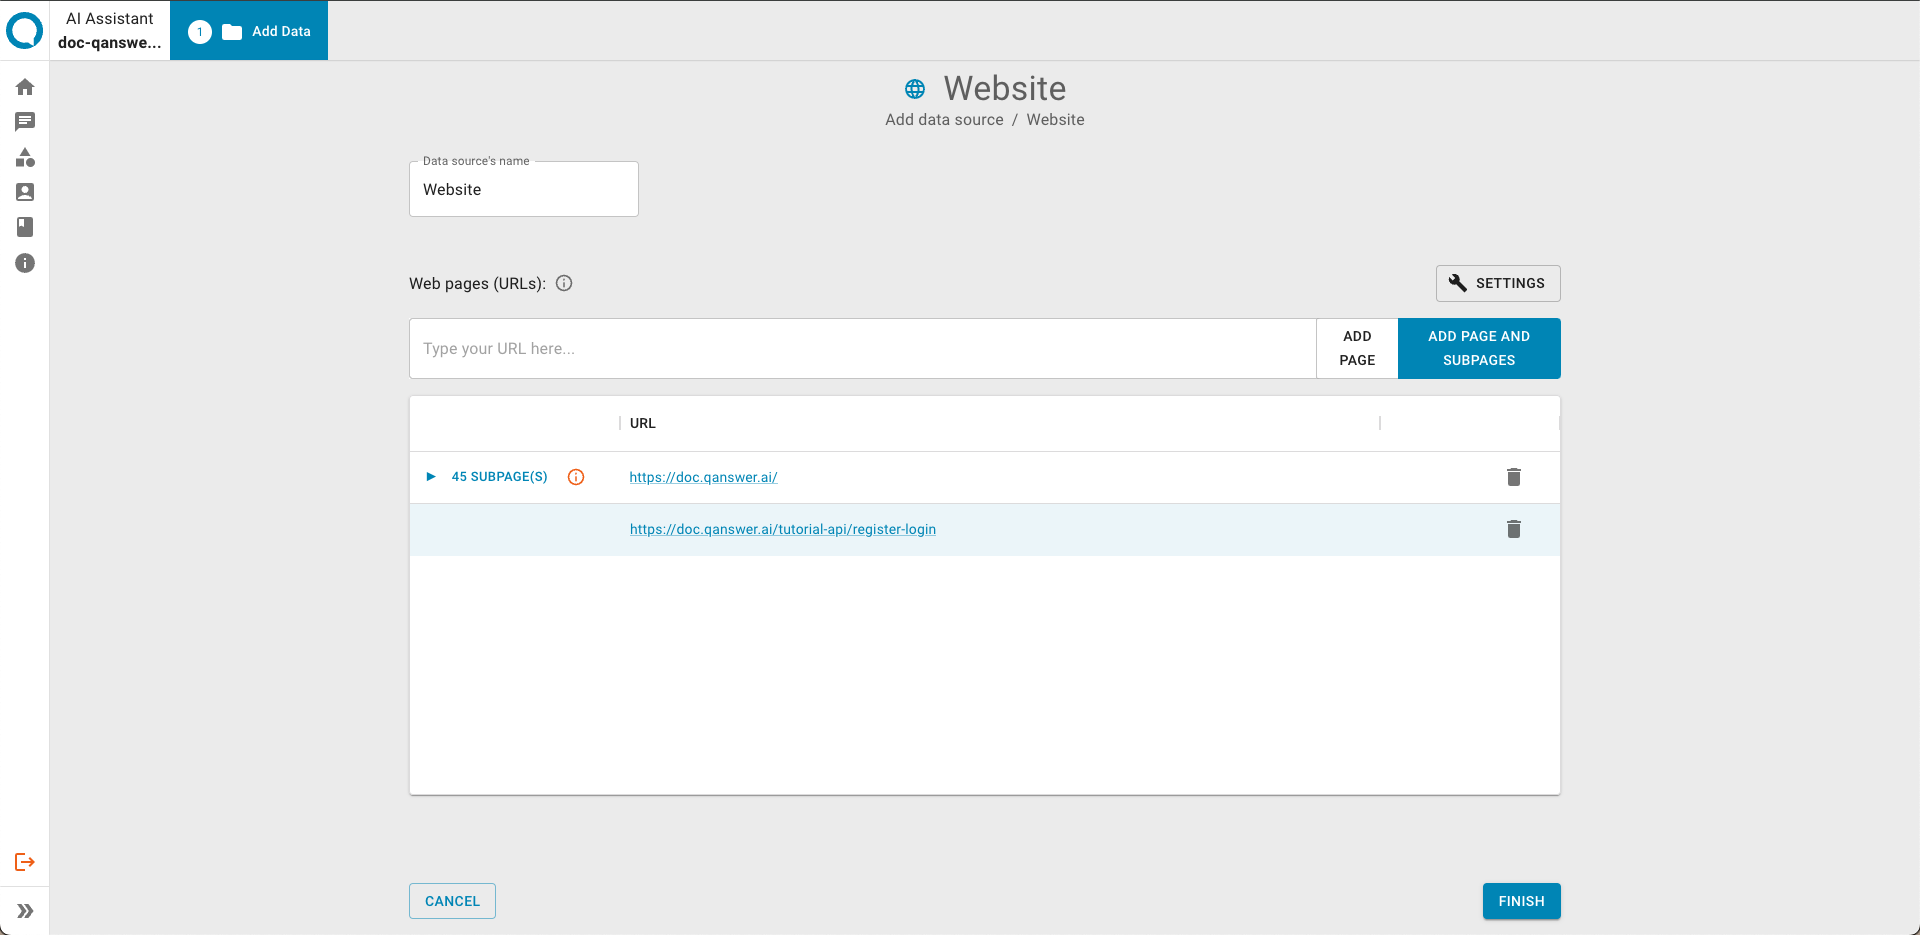 AI Assistant
doc-qanswe...
1 Add Data
Website
Add data source / Website
Data source's name
Website
Web pages (URLs):
SETTINGS
Type your URL here...
ADD PAGE
ADD PAGE AND SUBPAGES
URL
45 SUBPAGE(S) https://doc.qanswer.ai/
https://doc.qanswer.ai/tutorial-api/register-login
CANCEL
FINISH